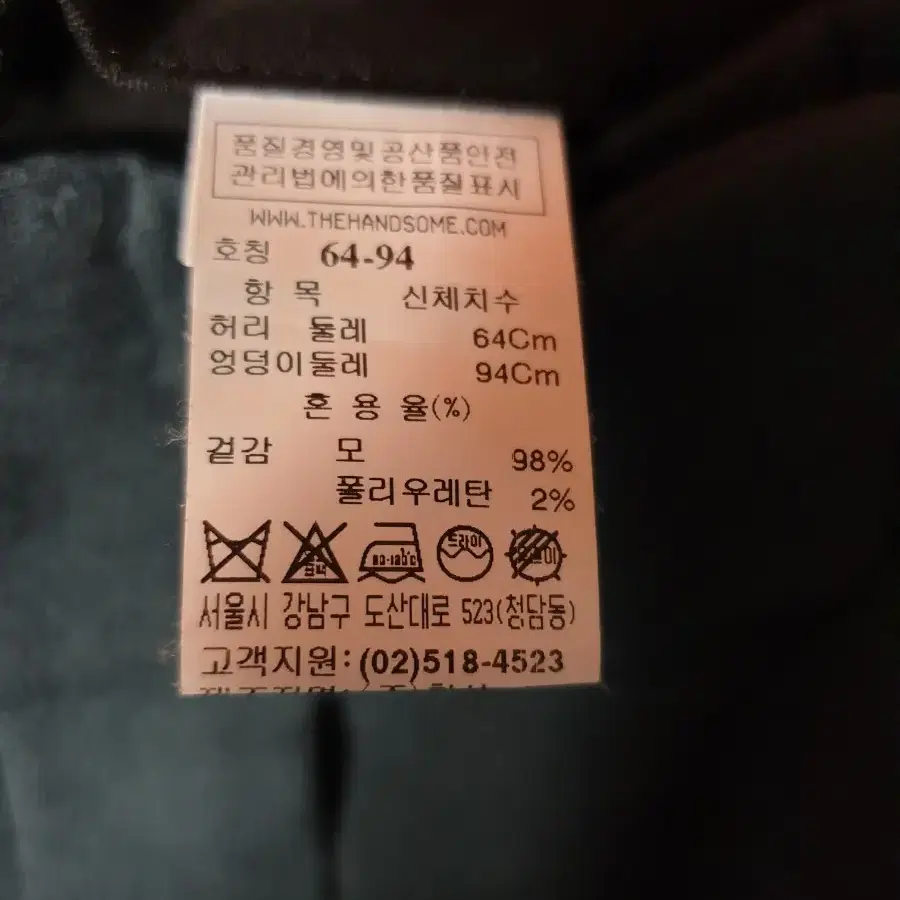 품질경영및공산품안전
관리법에의한품질표시
WWW.THEHANDSOME.COM
호칭 64-94
항 목 신체치수
허리 둘레 64Cm
엉덩이둘레 94Cm
혼 용 율(%)
겉감 모 98%
폴리우레탄 2%
드라이
서울시 강남구 도산대로 523(청담동)
고객지원:(02)518-4523